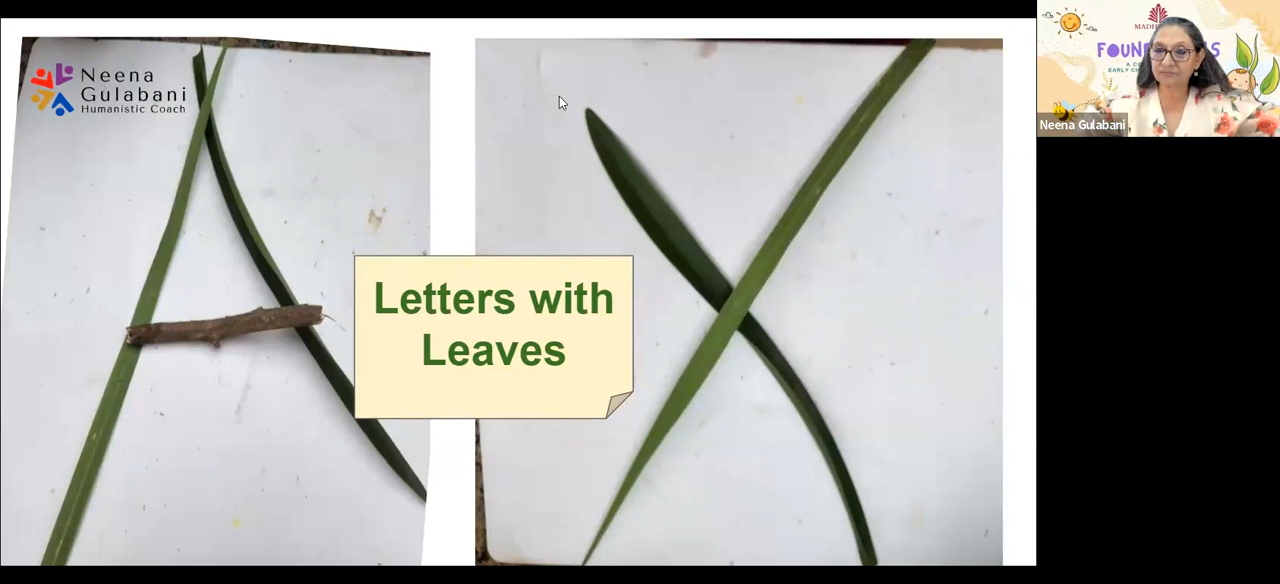 Neena
Gulabani
Humanistic Coach
Letters with
Leaves
Neena Gulabani